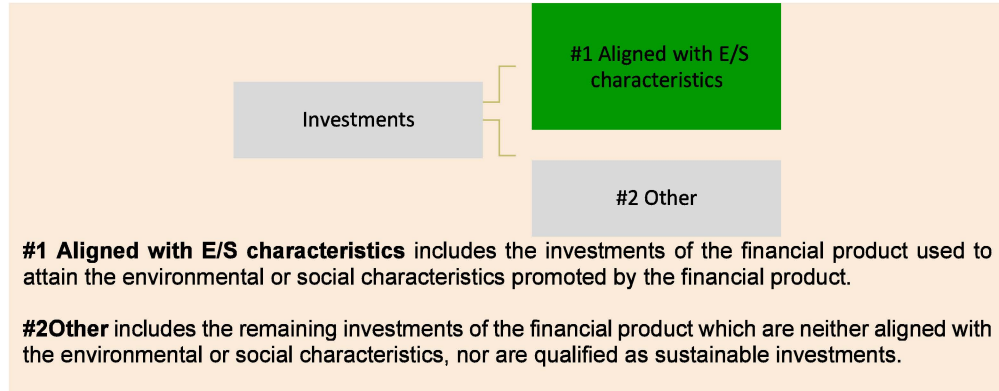 #1 Aligned with E/S
characteristics
Investments
#2 Other
#1 Aligned with E/S characteristics includes the investments of the financial product used to
attain the environmental or social characteristics promoted by the financial product.
#2Other includes the remaining investments of the financial product which are neither aligned with
the environmental or social characteristics, nor are qualified as sustainable investments.